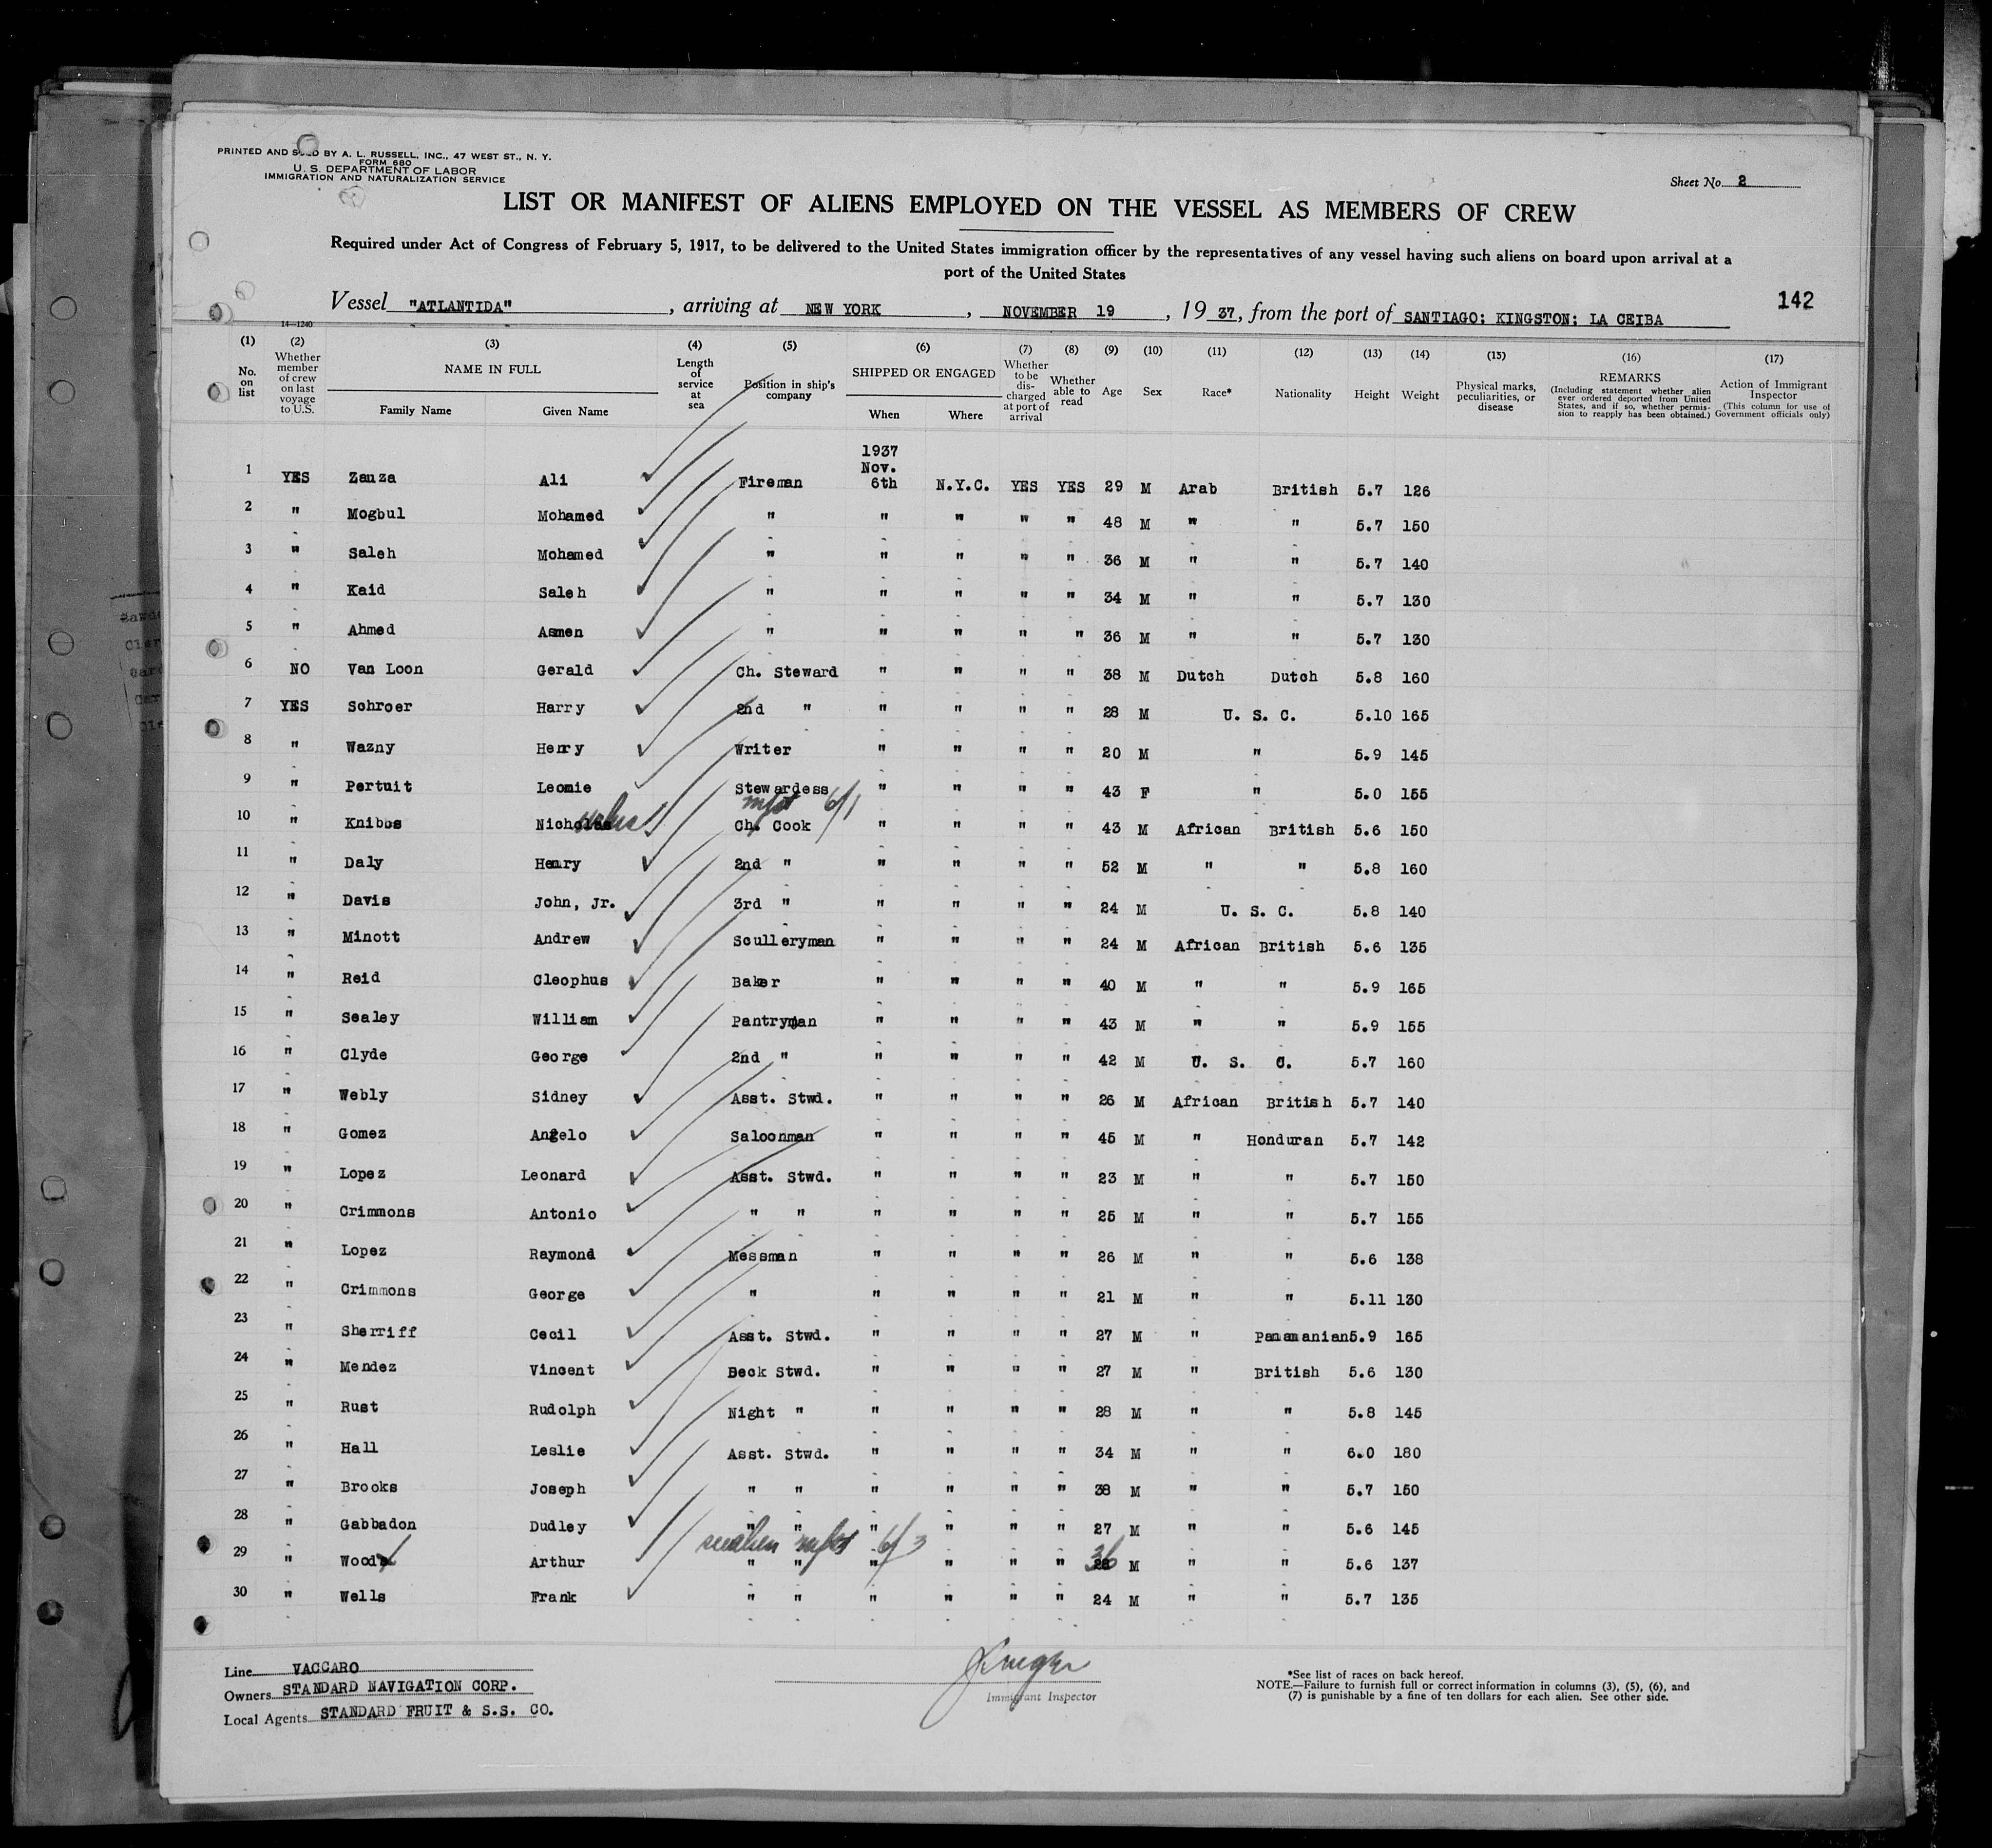 PRINTED AND SOLD BY A. L. RUSSELL, INC., 47 WEST ST., N. Y.
FORM 680
U. S. DEPARTMENT OF LABOR
IMMIGRATION AND NATURALIZATION SERVICE
Sheet No. 2
LIST OR MANIFEST OF ALIENS EMPLOYED ON THE VESSEL AS MEMBERS OF CREW
Required under Act of Congress of February 5, 1917, to be delivered to the United States immigration officer by the representatives of any vessel having such aliens on board upon arrival at a
port of the United States
142
Vessel "ATLANTIDA", arriving at NEW YORK, NOVEMBER 19, 19 37, from the port of SANTIAGO; KINGSTON; LA CEIBA
14—1240
(1) (2) (3) (4) (5) (6) (7) (8) (9) (10) (11) (12) (13) (14) (15) (16) (17)
No. on list
Whether member of crew on last voyage to U.S.
NAME IN FULL
Family Name Given Name
Length of service at sea
Position in ship's company
SHIPPED OR ENGAGED
When Where
Whether to be discharged at port of arrival
Whether able to read
Age Sex Race* Nationality Height Weight
Physical marks, peculiarities, or disease
REMARKS
(Including statement whether alien ever ordered deported from United States, and if so, whether permission to reapply has been obtained.)
Action of Immigrant Inspector
(This column for use of Government officials only)
1937
Nov.
1 YES Zanza Ali Fireman 6th N.Y.C. YES YES 29 M Arab British 5.7 126
2 " Mogbul Mohamed " " " " " 48 M " " 5.7 150
3 " Saleh Mohamed " " " " " 36 M " " 5.7 140
4 " Kaid Saleh " " " " " 34 M " " 5.7 130
5 " Ahmed Asmen " " " " " 36 M " " 5.7 130
6 NO Van Loon Gerald Ch. Steward " " " " 38 M Dutch Dutch 5.8 160
7 YES Schroer Harry 2nd " " " " " 28 M U. S. C. 5.10 165
8 " Wazny Henry Writer " " " " 20 M " 5.9 145
9 " Pertuit Leonie Stewardess " " " " 43 F " 5.0 155
6/1
10 " Knibbs Nicholas Ch. Cook " " " " 43 M African British 5.6 150
11 " Daly Henry 2nd " " " " " 52 M " " 5.8 160
12 " Davis John, Jr. 3rd " " " " " 24 M U. S. C. 5.8 140
13 " Minott Andrew Sculleryman " " " " 24 M African British 5.6 135
14 " Reid Cleophus Baker " " " " 40 M " " 5.9 165
15 " Sealey William Pantryman " " " " 43 M " " 5.9 155
16 " Clyde George 2nd " " " " " 42 M U. S. C. 5.7 160
17 " Webly Sidney Asst. Stwd. " " " " 26 M African British 5.7 140
18 " Gomez Angelo Saloonman " " " " 45 M " Honduran 5.7 142
19 " Lopez Leonard Asst. Stwd. " " " " 23 M " " 5.7 150
20 " Crimmons Antonio " " " " " " 25 M " " 5.7 155
21 " Lopez Raymond Messman " " " " 26 M " " 5.6 138
22 " Crimmons George " " " " " 21 M " " 5.11 130
23 " Sherriff Cecil Asst. Stwd. " " " " 27 M " Panamanian 5.9 165
24 " Mendez Vincent Deck Stwd. " " " " 27 M " British 5.6 130
25 " Rust Rudolph Night " " " " " 28 M " " 5.8 145
26 " Hall Leslie Asst. Stwd. " " " " 34 M " " 6.0 180
27 " Brooks Joseph " " " " " " 38 M " " 5.7 150
28 " Gabbadon Dudley " " " " " " 27 M " " 5.6 145
6/3
29 " Wood Arthur " " " " " " 36 M " " 5.6 137
30 " Wells Frank " " " " " " 24 M " " 5.7 135
Line VACCARO
Owners STANDARD NAVIGATION CORP.
Local Agents STANDARD FRUIT & S.S. CO.
Immigrant Inspector
*See list of races on back hereof.
NOTE.—Failure to furnish full or correct information in columns (3), (5), (6), and
(7) is punishable by a fine of ten dollars for each alien. See other side.